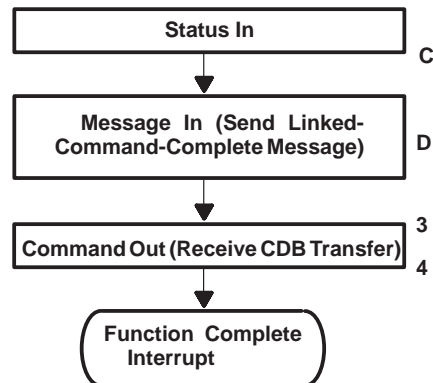 Status In
C
Message In (Send Linked-
Command-Complete Message)
D
3
Command Out (Receive CDB Transfer)
4
Function Complete
Interrupt